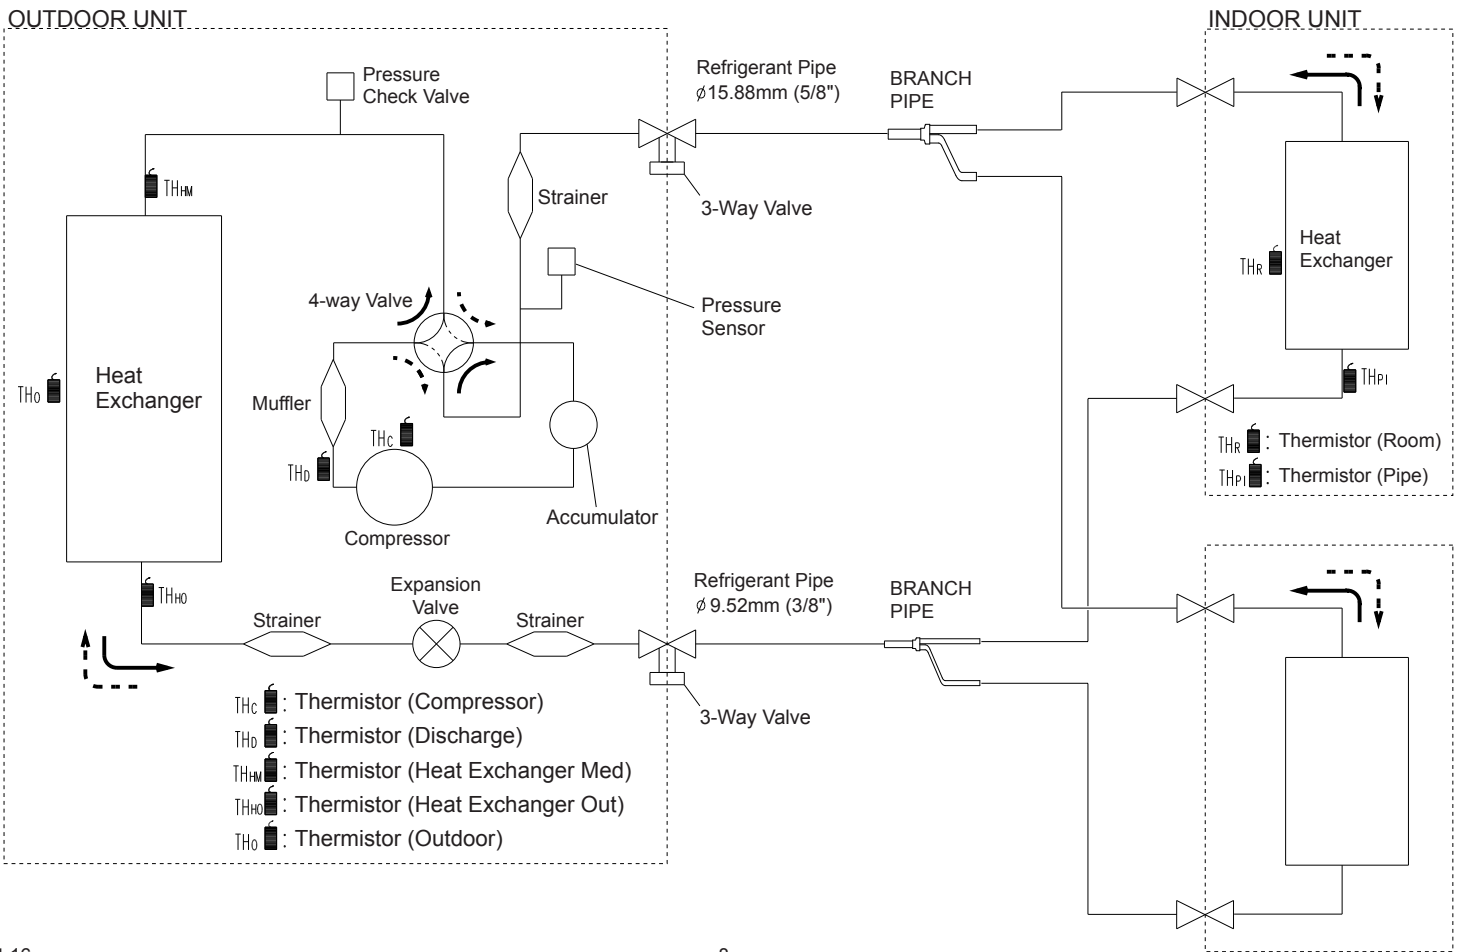 OUTDOOR UNIT
INDOOR UNIT
Pressure
Check Valve
Refrigerant Pipe
ø15.88mm (5/8")
BRANCH
PIPE
THHM
Strainer
3-Way Valve
Heat
Exchanger
THR
4-way Valve
Pressure
Sensor
THO
Heat
Exchanger
Muffler
THC
THD
THPI
THR : Thermistor (Room)
THPI : Thermistor (Pipe)
Accumulator
Compressor
THHO
Expansion
Valve
Strainer
Strainer
Refrigerant Pipe
ø 9.52mm (3/8")
BRANCH
PIPE
3-Way Valve
THC : Thermistor (Compressor)
THD : Thermistor (Discharge)
THHM : Thermistor (Heat Exchanger Med)
THHO : Thermistor (Heat Exchanger Out)
THO : Thermistor (Outdoor)